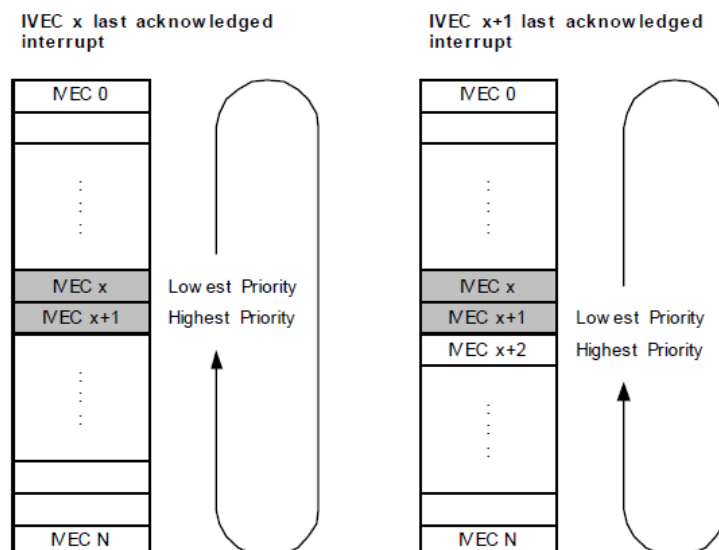 IVEC x last acknowledged
interrupt
IVEC 0
IVEC x
Lowest Priority
IVEC x+1
Highest Priority
IVEC N
IVEC x+1 last acknowledged
interrupt
IVEC 0
IVEC x
IVEC x+1
Lowest Priority
IVEC x+2
Highest Priority
IVEC N